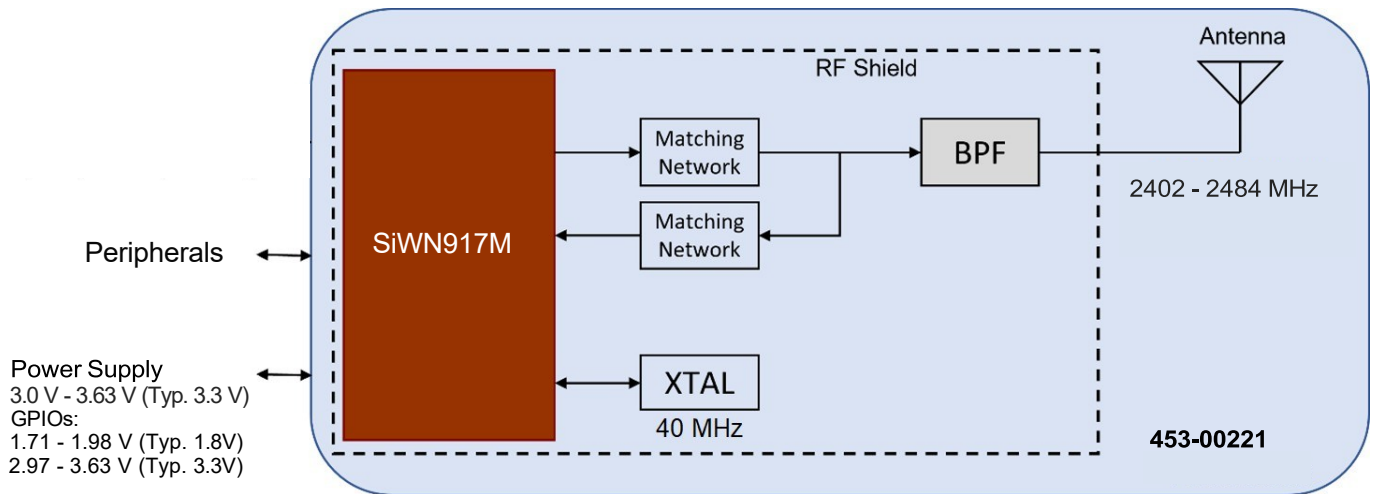 Antenna
RF Shield
Matching
Network
BPF
2402 - 2484 MHz
Matching
Network
SiWN917M
Peripherals
Power Supply
3.0 V - 3.63 V (Typ. 3.3 V)
GPIOs:
1.71 - 1.98 V (Typ. 1.8V)
2.97 - 3.63 V (Typ. 3.3V)
XTAL
40 MHz
453-00221